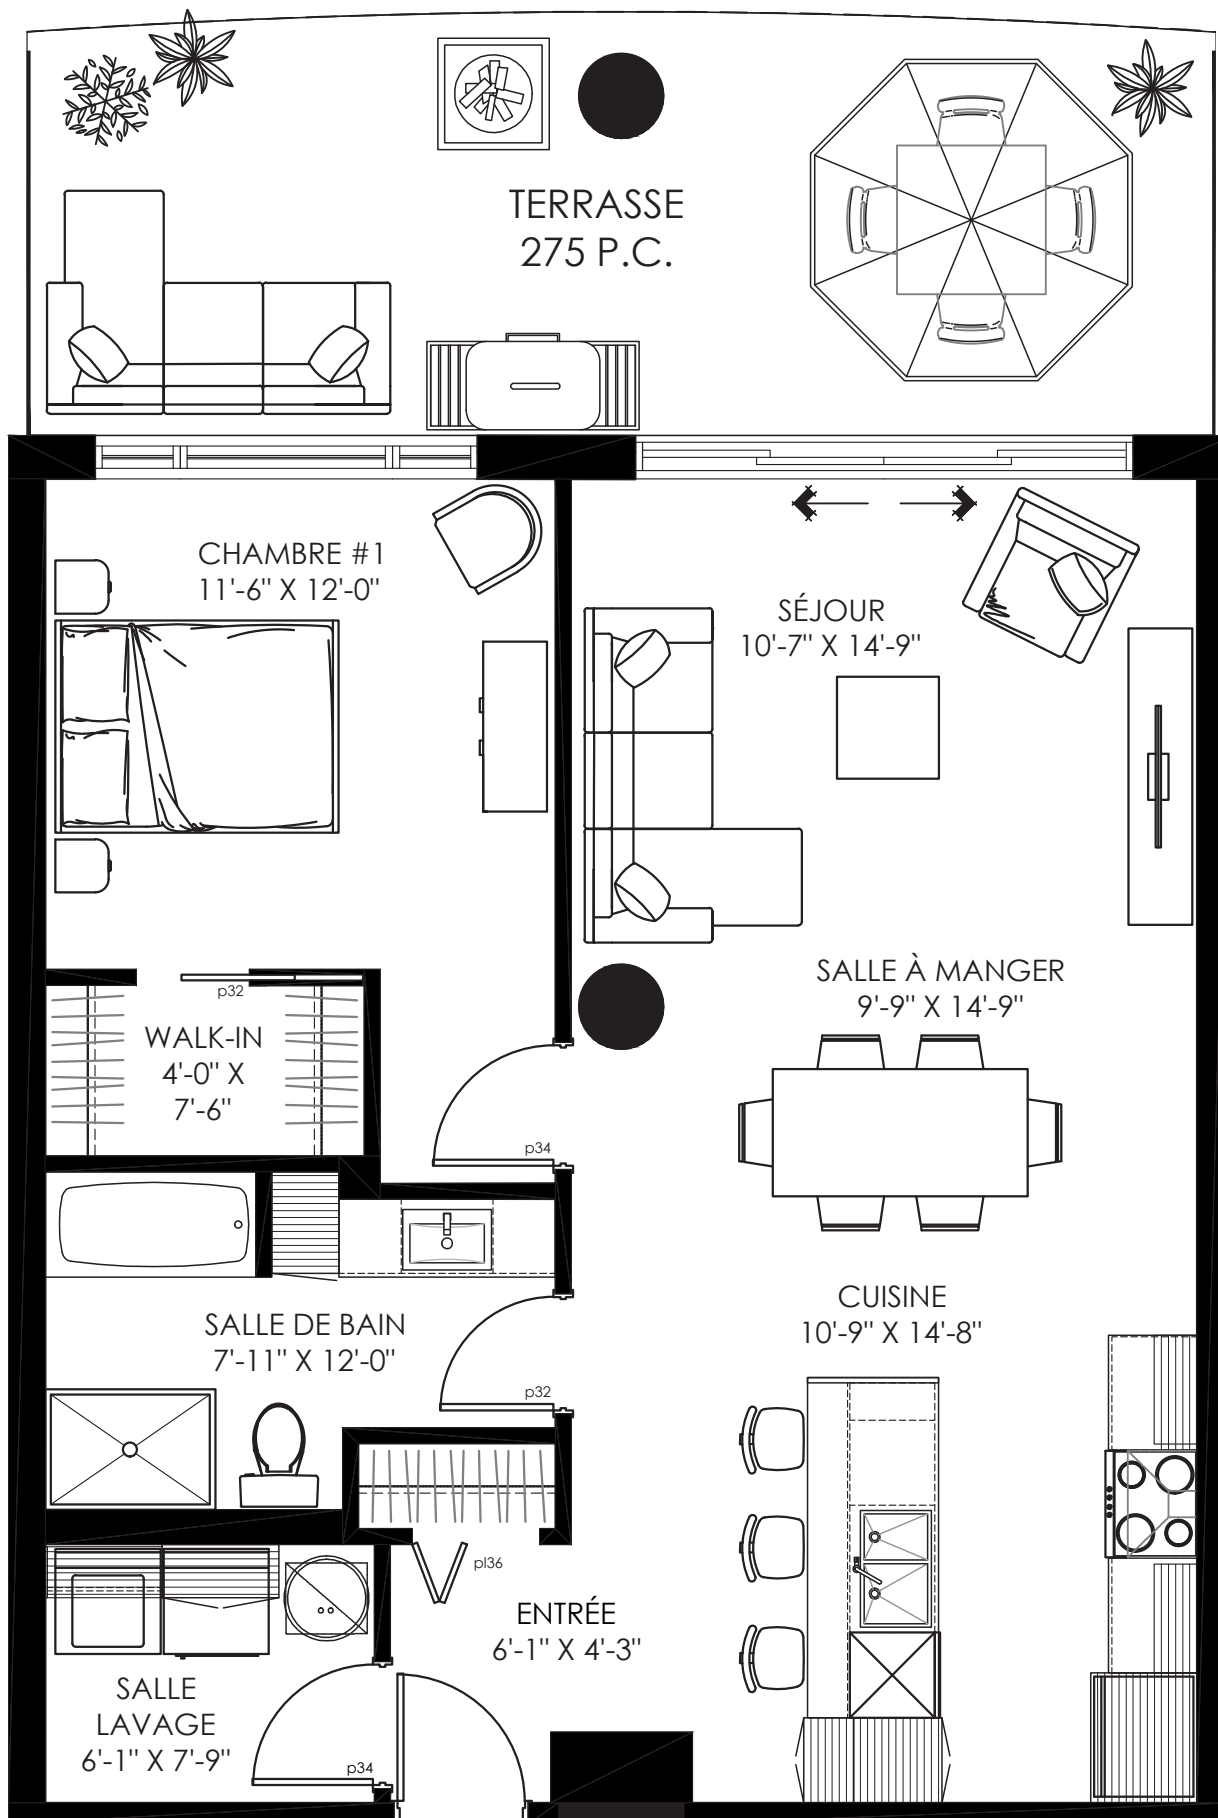 TERRASSE
275 P.C.
CHAMBRE #1
11'-6" X 12'-0"
SÉJOUR
10'-7" X 14'-9"
SALLE À MANGER
9'-9" X 14'-9"
p32
WALK-IN
4'-0" X
7'-6"
p34
CUISINE
10'-9" X 14'-8"
SALLE DE BAIN
7'-11" X 12'-0"
p32
pl36
ENTRÉE
6'-1" X 4'-3"
SALLE
LAVAGE
6'-1" X 7'-9"
p34